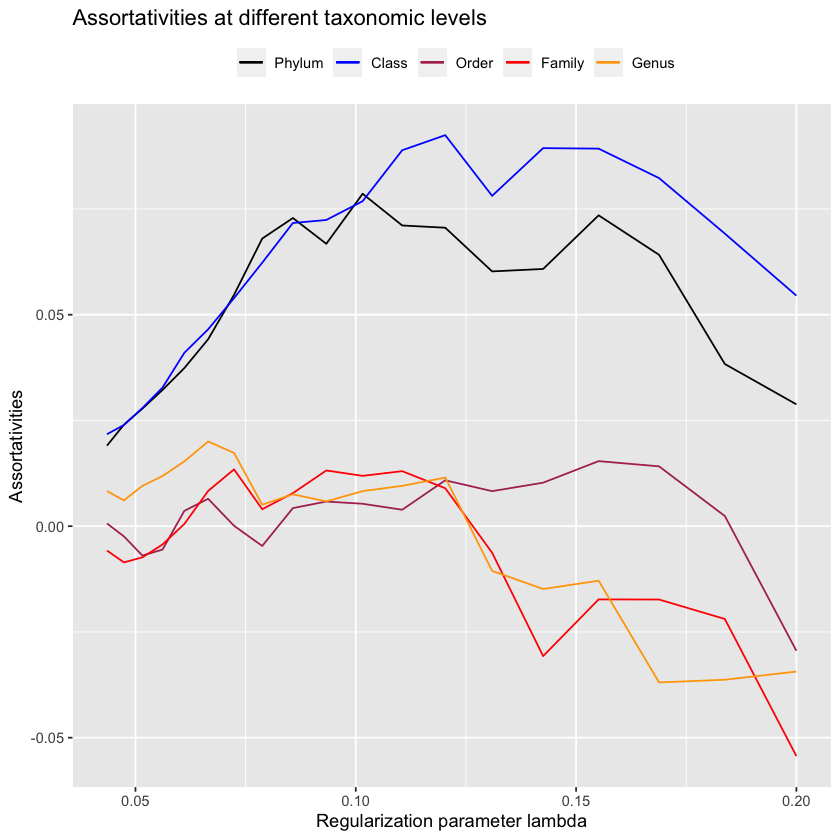 Assortativities at different taxonomic levels
Phylum Class Order Family Genus
Assortativities
0.05
0.00
-0.05
0.05 0.10 0.15 0.20
Regularization parameter lambda